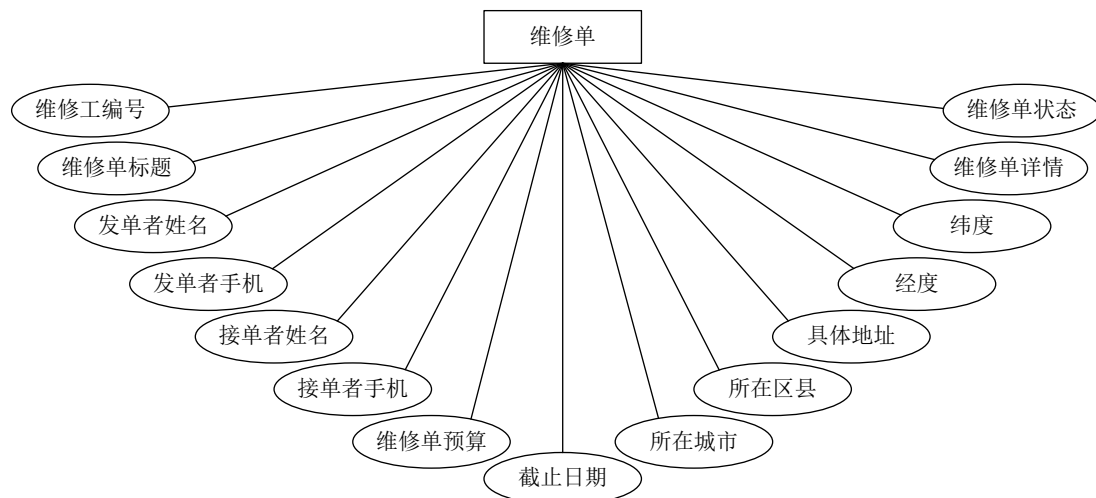 维修单
维修工编号
维修单状态
维修单标题
维修单详情
发单者姓名
纬度
发单者手机
经度
接单者姓名
具体地址
接单者手机
所在区县
维修单预算
所在城市
截止日期